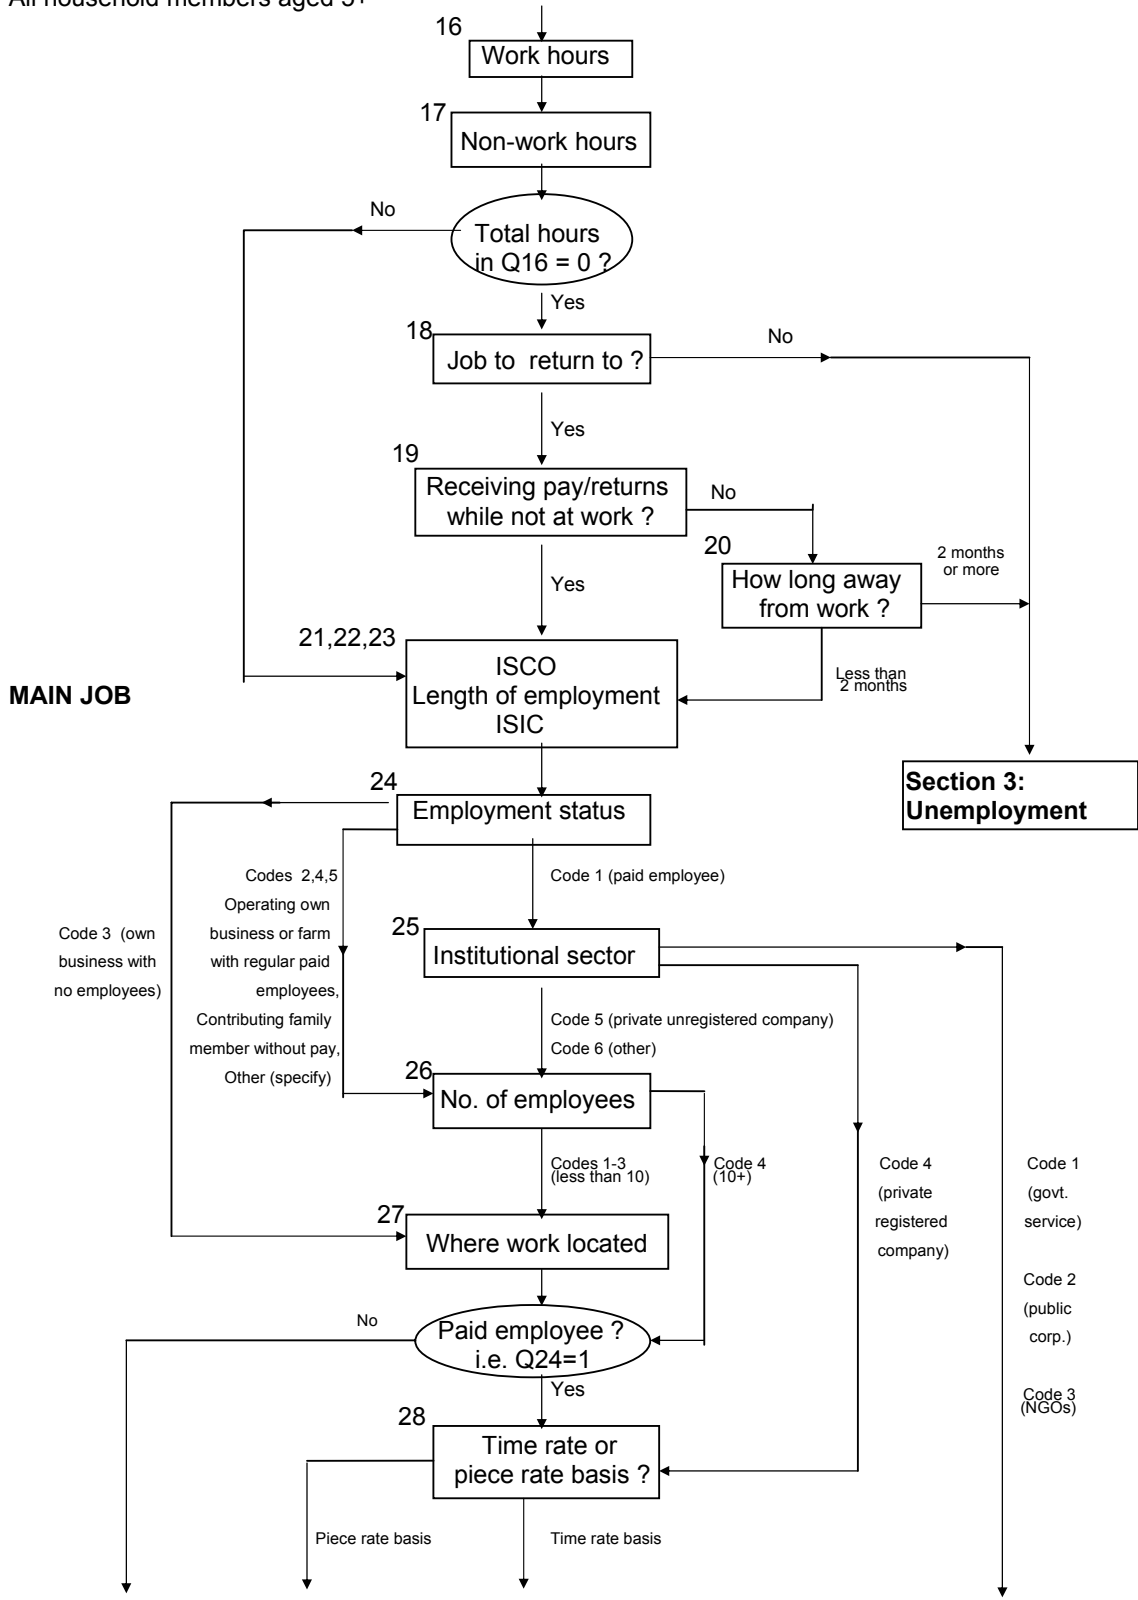 All household members aged 5+
16
Work hours
17
Non-work hours
No
Total hours
in Q16 = 0 ?
Yes
18
Job to return to ?
No
Yes
19
Receiving pay/returns
while not at work ?
No
20
How long away
from work ?
2 months
or more
Yes
21,22,23
ISCO
Length of employment
ISIC
Less than
2 months
MAIN JOB
Section 3:
Unemployment
24
Employment status
Codes 2,4,5
Operating own
business or farm
with regular paid
employees,
Contributing family
member without pay,
Other (specify)
Code 1 (paid employee)
Code 3 (own
business with
no employees)
25
Institutional sector
Code 5 (private unregistered company)
Code 6 (other)
26
No. of employees
Codes 1-3
(less than 10)
Code 4
(10+)
Code 4
(private
registered
company)
Code 1
(govt.
service)
Code 2
(public
corp.)
Code 3
(NGOs)
27
Where work located
No
Paid employee ?
i.e. Q24=1
Yes
28
Time rate or
piece rate basis ?
Piece rate basis
Time rate basis